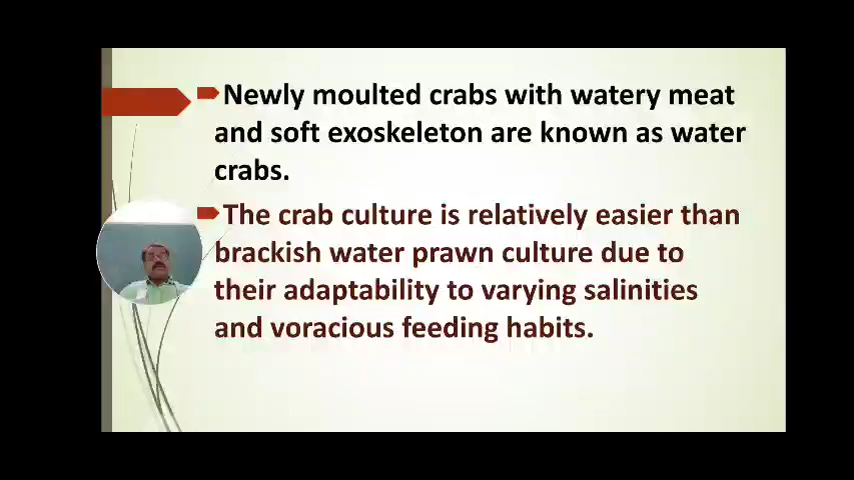 Newly moulted crabs with watery meat
and soft exoskeleton are known as water
crabs.
The crab culture is relatively easier than
brackish water prawn culture due to
their adaptability to varying salinities
and voracious feeding habits.